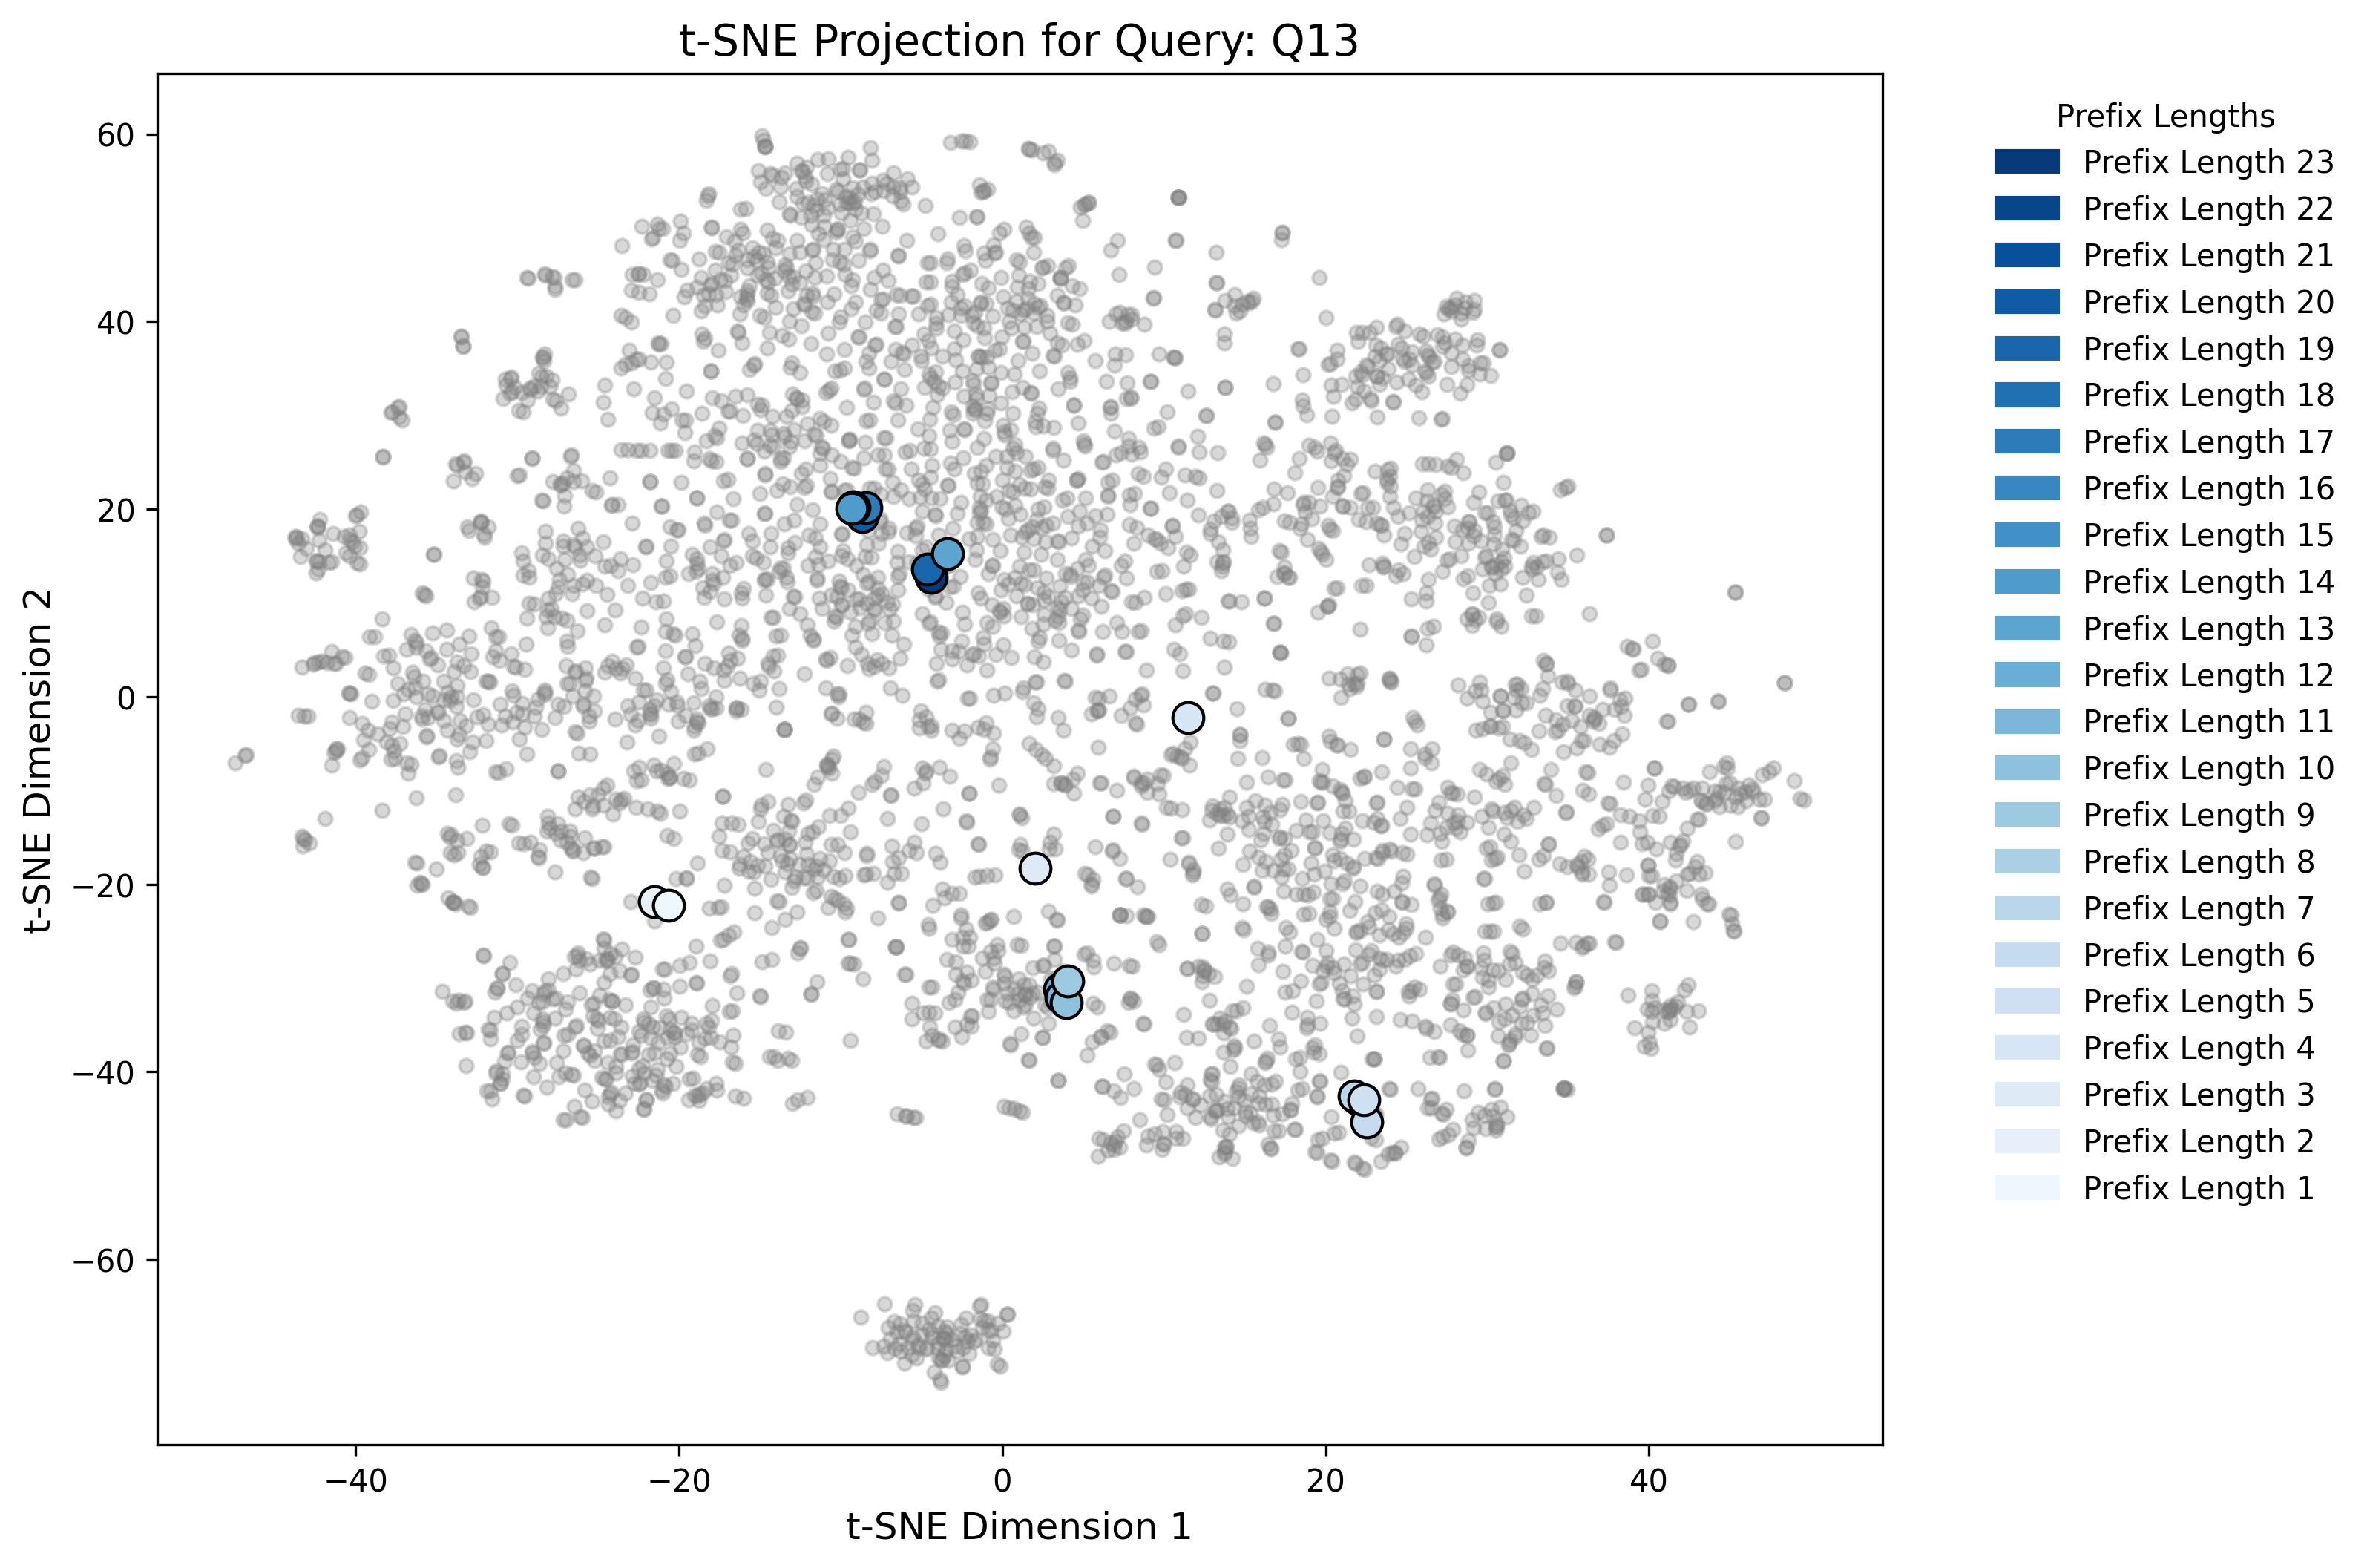 t-SNE Projection for Query: Q13
Prefix Lengths
Prefix Length 23
Prefix Length 22
Prefix Length 21
Prefix Length 20
Prefix Length 19
Prefix Length 18
Prefix Length 17
Prefix Length 16
Prefix Length 15
Prefix Length 14
Prefix Length 13
Prefix Length 12
Prefix Length 11
Prefix Length 10
Prefix Length 9
Prefix Length 8
Prefix Length 7
Prefix Length 6
Prefix Length 5
Prefix Length 4
Prefix Length 3
Prefix Length 2
Prefix Length 1
t-SNE Dimension 2
60
40
20
0
−20
−40
−60
−40 −20 0 20 40
t-SNE Dimension 1